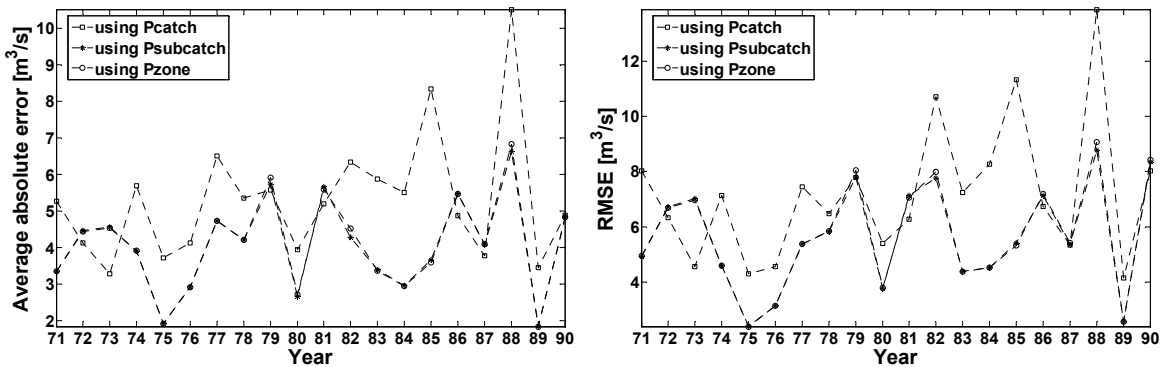 using Pcatch
using Psubcatch
using Pzone
Average absolute error [m³/s]
10
9
8
7
6
5
4
3
2
71 72 73 74 75 76 77 78 79 80 81 82 83 84 85 86 87 88 89 90
Year
using Pcatch
using Psubcatch
using Pzone
RMSE [m³/s]
12
10
8
6
4
71 72 73 74 75 76 77 78 79 80 81 82 83 84 85 86 87 88 89 90
Year